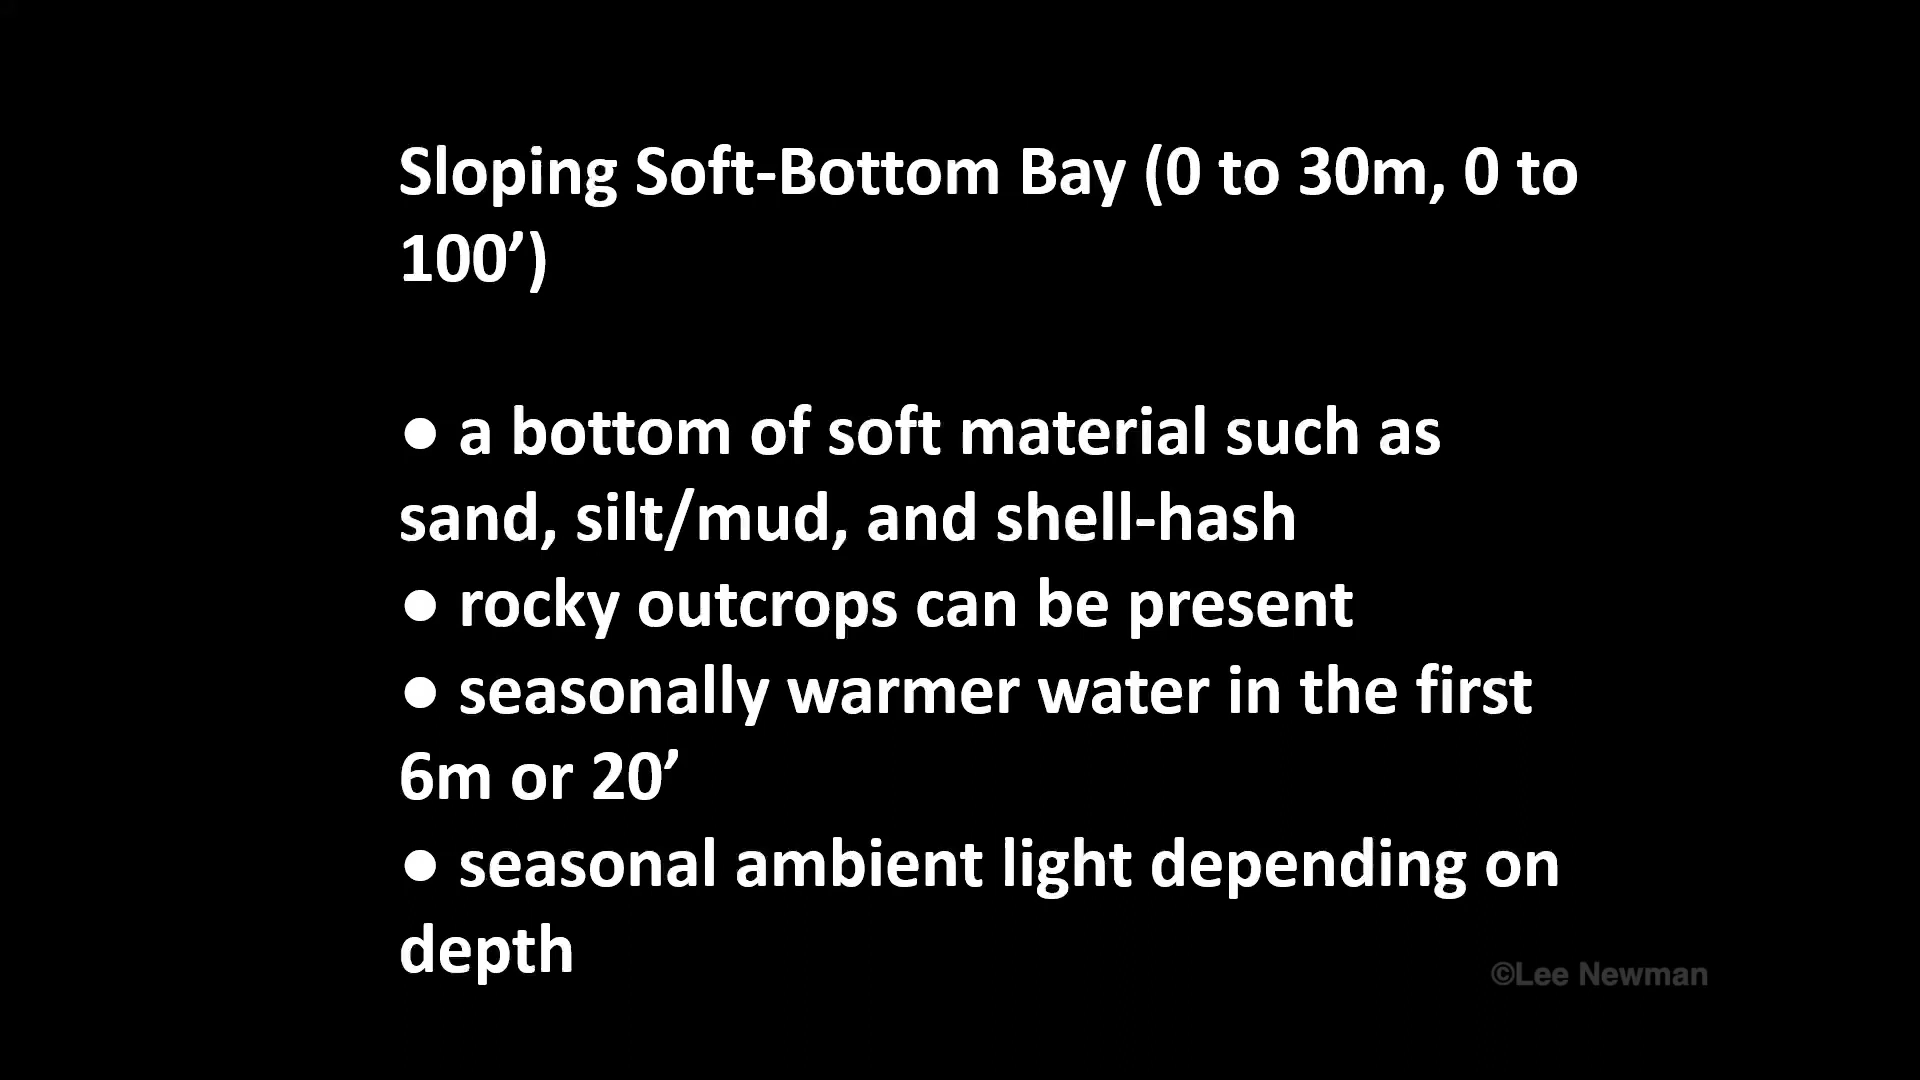 Sloping Soft-Bottom Bay (0 to 30m, 0 to
100’)
● a bottom of soft material such as
sand, silt/mud, and shell-hash
● rocky outcrops can be present
● seasonally warmer water in the first
6m or 20’
● seasonal ambient light depending on
depth
©Lee Newman